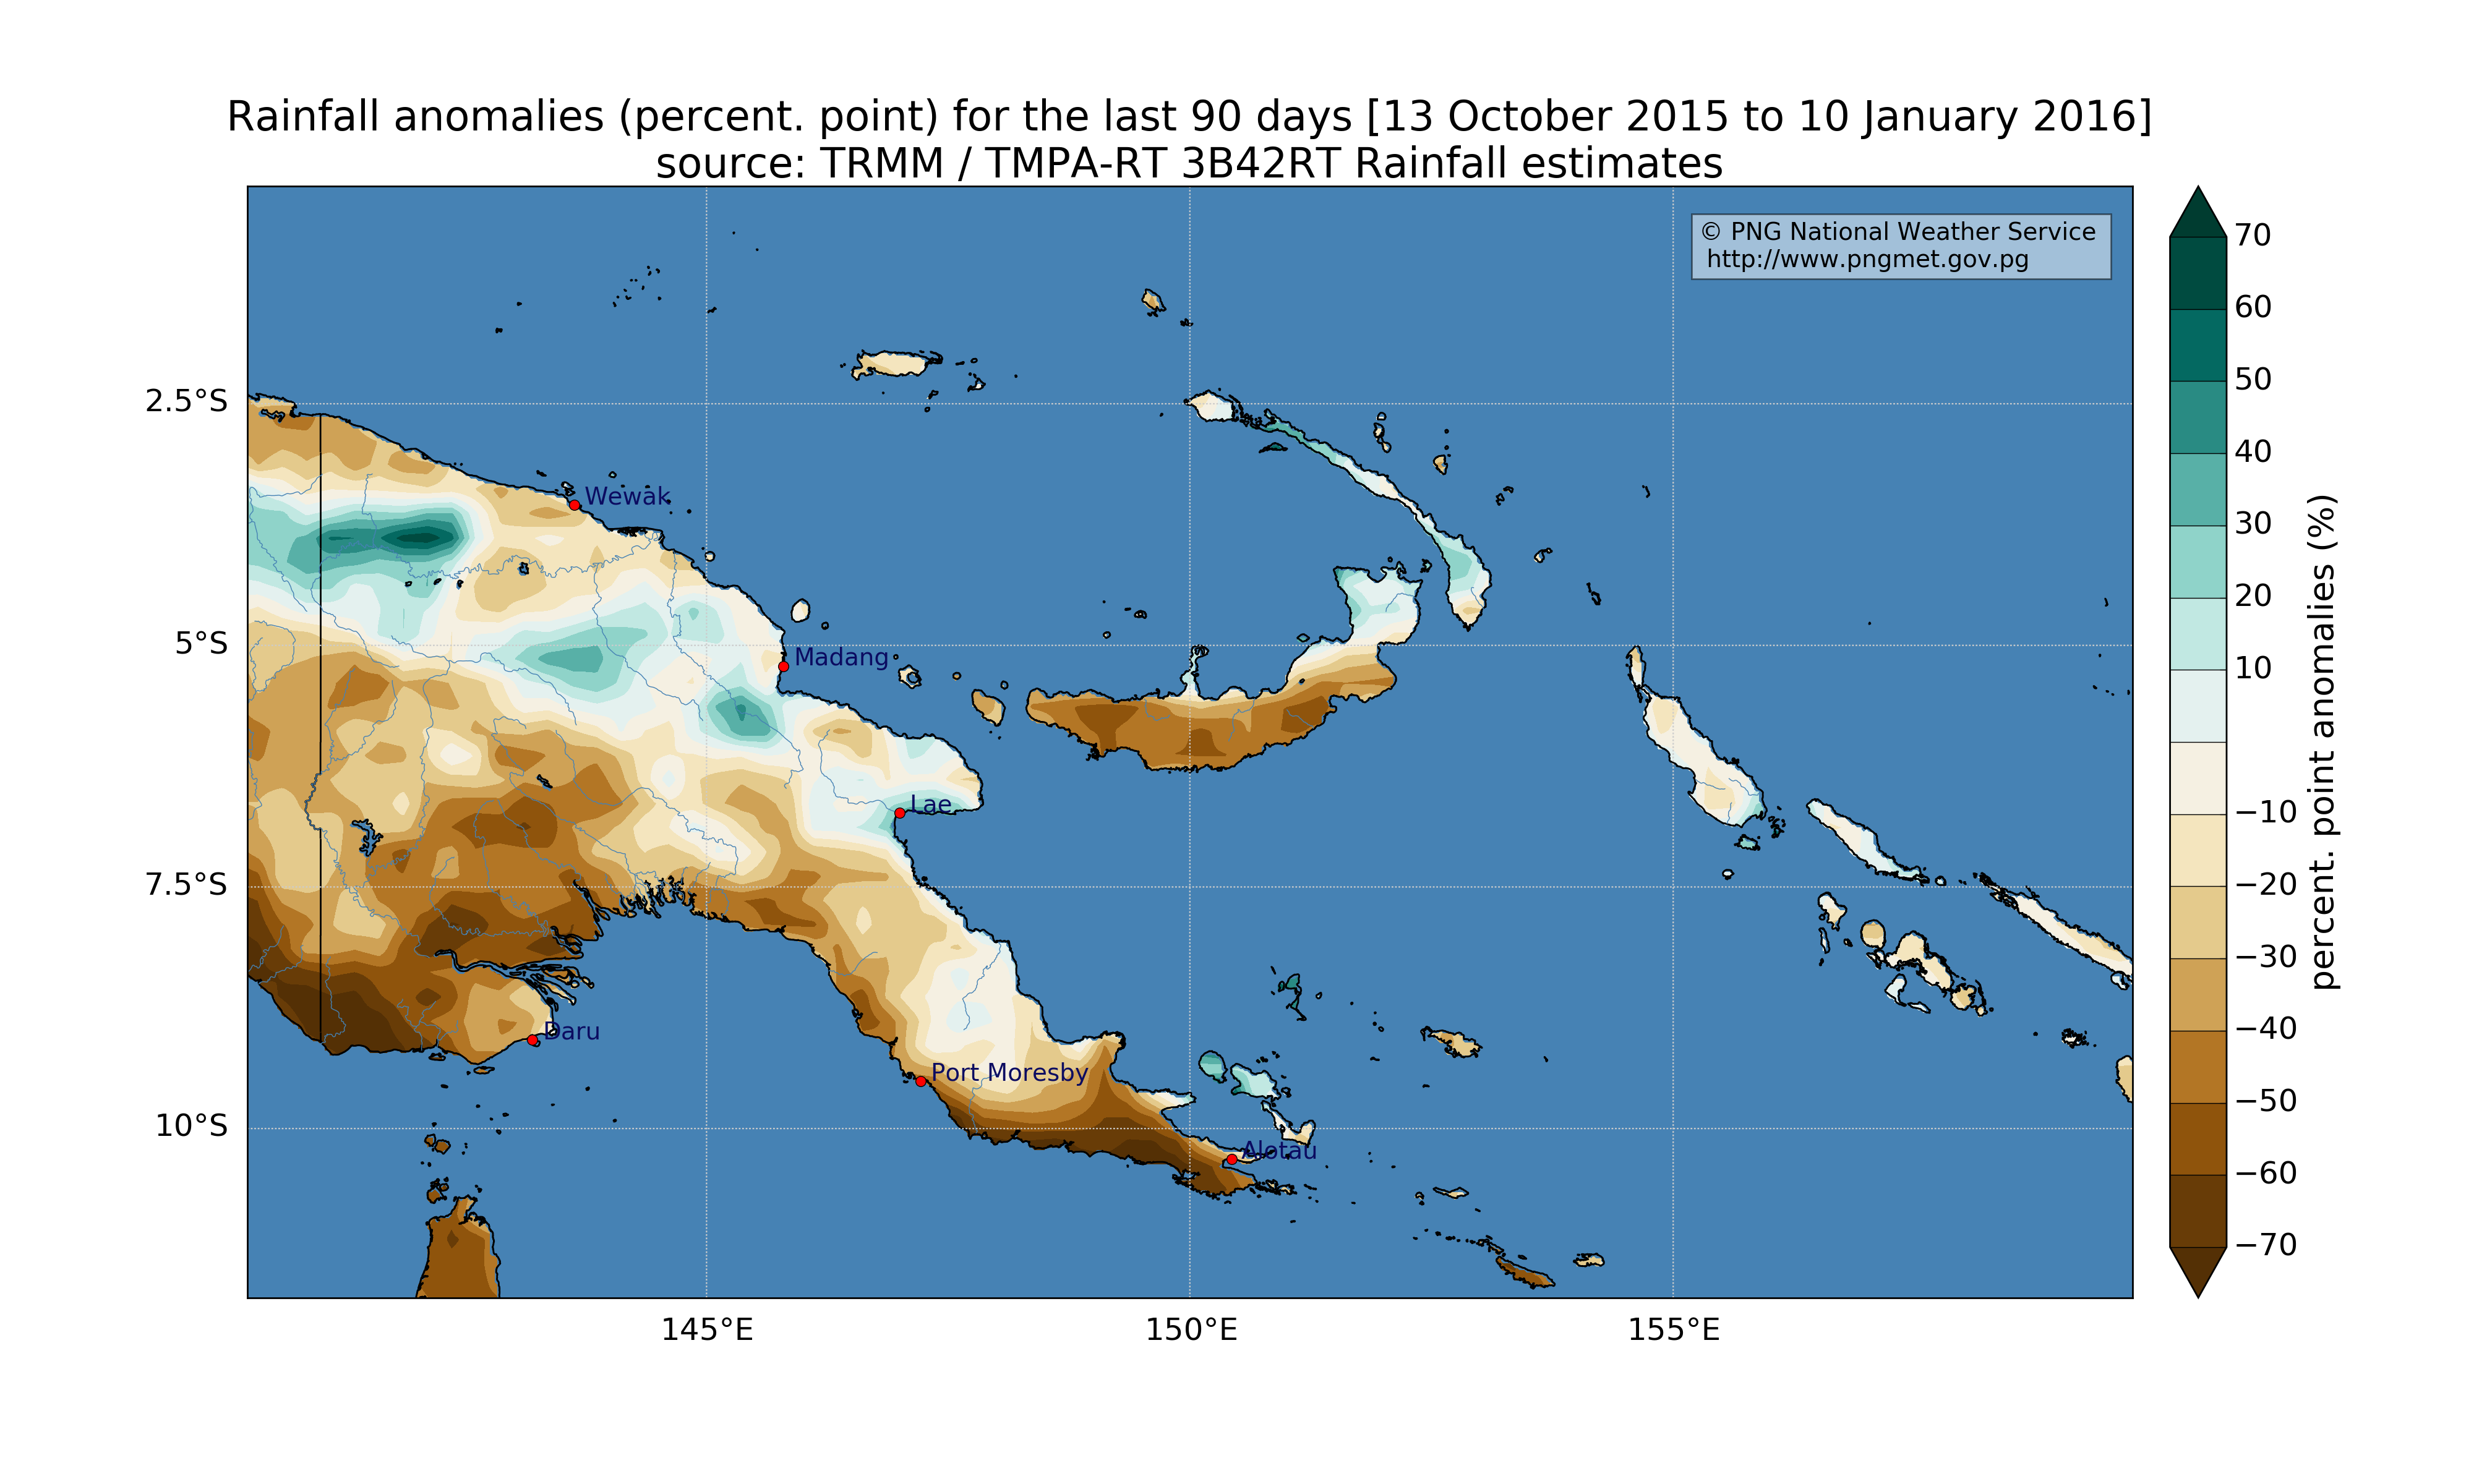 Rainfall anomalies (percent. point) for the last 90 days [13 October 2015 to 10 January 2016]
source: TRMM / TMPA-RT 3B42RT Rainfall estimates
© PNG National Weather Service
http://www.pngmet.gov.pg
2.5°S
5°S
7.5°S
10°S
Wewak
Madang
Lae
Daru
Port Moresby
Alotau
145°E
150°E
155°E
70
60
50
40
30
20
10
−10
−20
−30
−40
−50
−60
−70
percent. point anomalies (%)